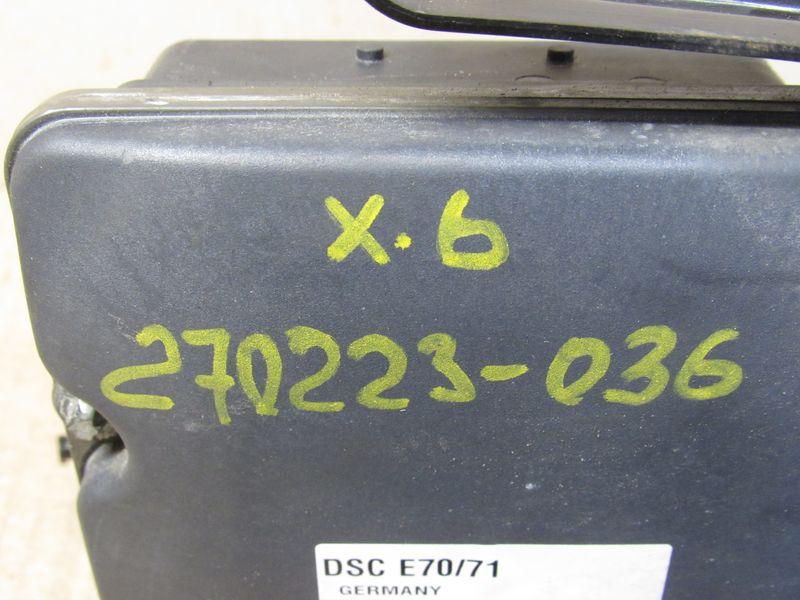 X.6
270223-036
DSC E70/71
GERMANY